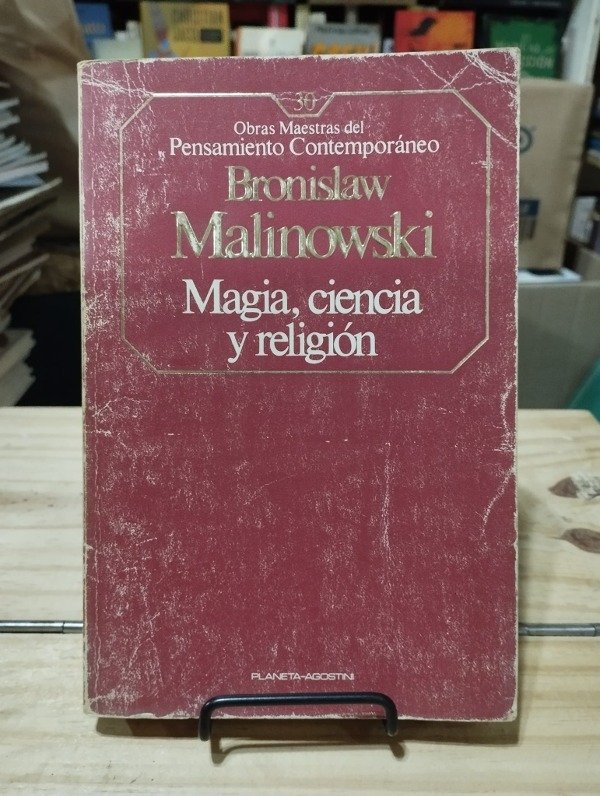 30
Obras Maestras del
Pensamiento Contemporáneo
Bronislaw
Malinowski
Magia, ciencia
y religión
PLANETA-AGOSTINI